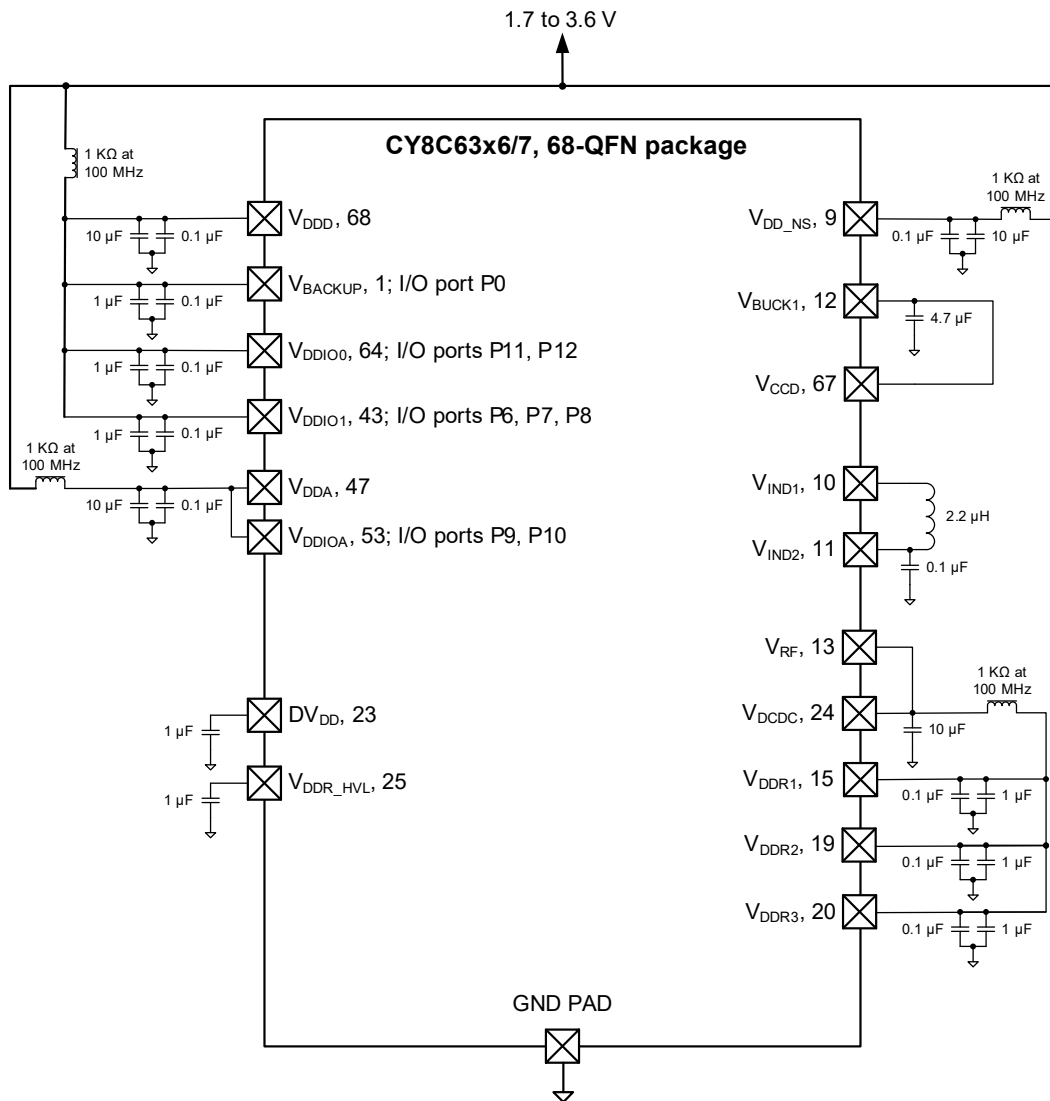 1.7 to 3.6 V
CY8C63x6/7, 68-QFN package
1 KΩ at
100 MHz
VDDD, 68
10 µF
0.1 µF
VBACKUP, 1; I/O port P0
1 µF
0.1 µF
VDDIO0, 64; I/O ports P11, P12
1 µF
0.1 µF
VDDIO1, 43; I/O ports P6, P7, P8
1 µF
0.1 µF
1 KΩ at
100 MHz
VDDA, 47
10 µF
0.1 µF
VDDIOA, 53; I/O ports P9, P10
DVDD, 23
1 µF
VDDR_HVL, 25
1 µF
1 KΩ at
100 MHz
VDD_NS, 9
0.1 µF
10 µF
VBUCK1, 12
4.7 µF
VCCD, 67
VIND1, 10
2.2 µH
VIND2, 11
0.1 µF
VRF, 13
1 KΩ at
100 MHz
VDCDC, 24
10 µF
VDDR1, 15
0.1 µF
1 µF
VDDR2, 19
0.1 µF
1 µF
VDDR3, 20
0.1 µF
1 µF
GND PAD